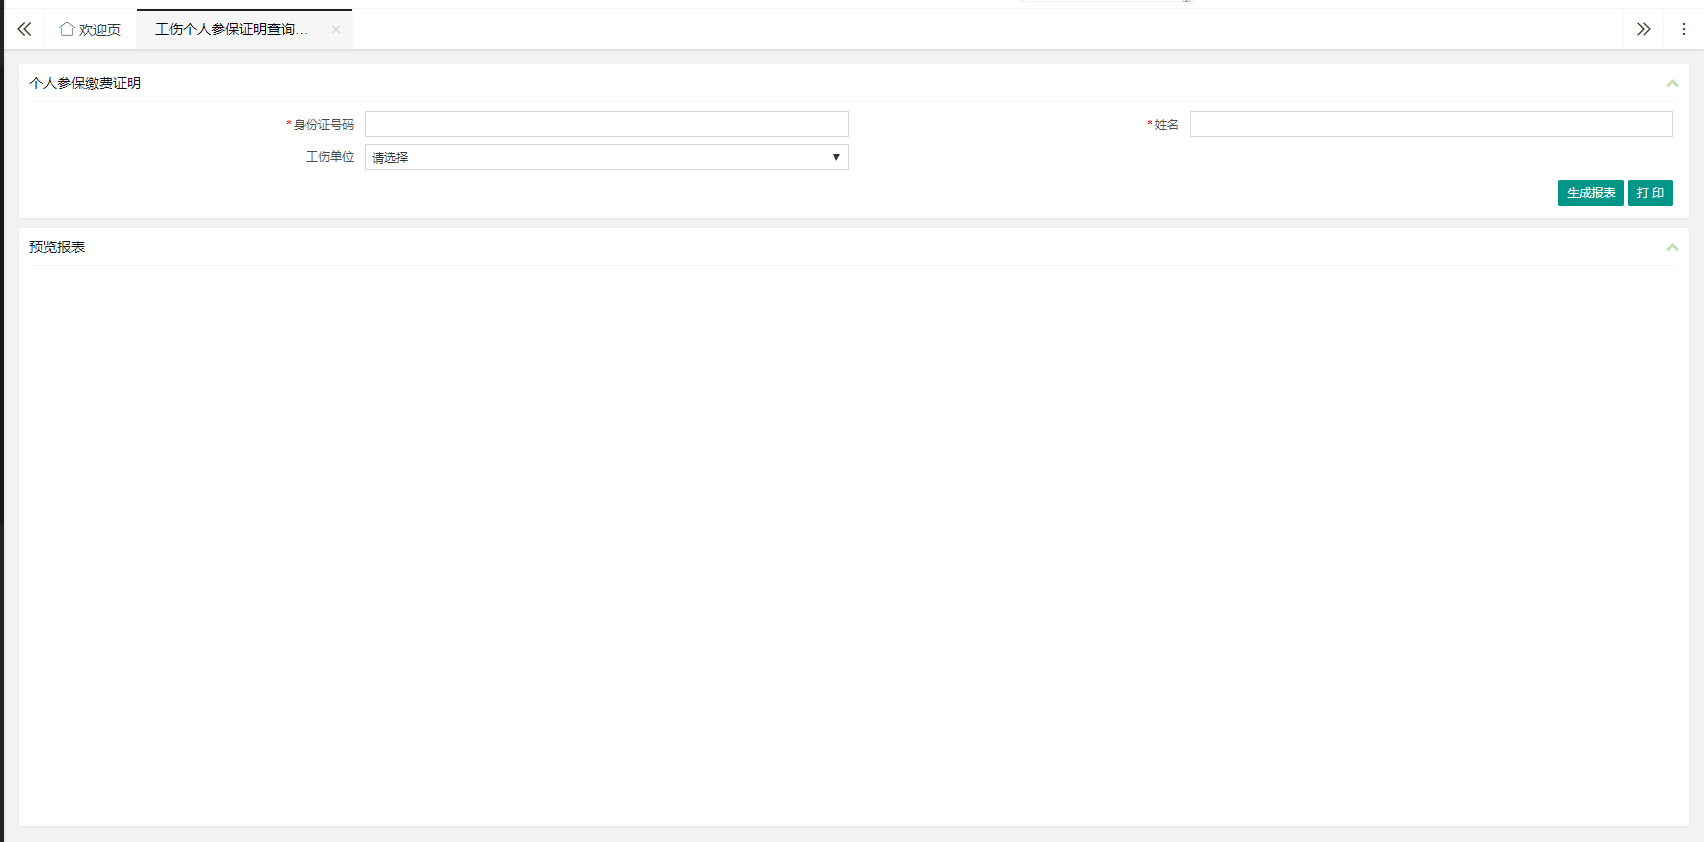 欢迎页 工伤个人参保证明查询...
个人参保缴费证明
*身份证号码 *姓名
工伤单位 请选择
生成报表 打 印
预览报表